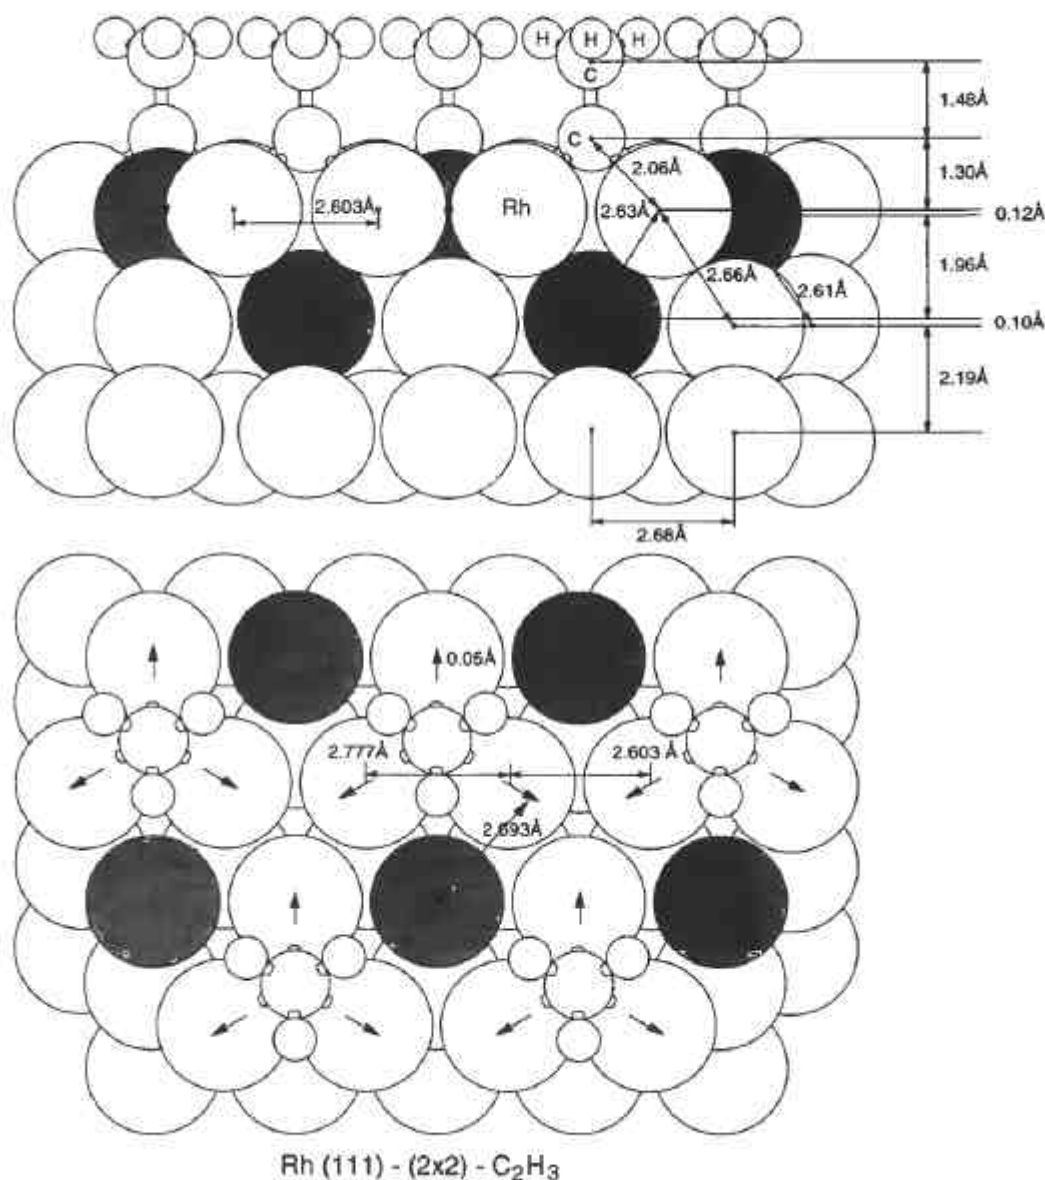 H H H
C
1.48Å
C
2.06Å
1.30Å
2.603Å
Rh
2.63Å
0.12Å
1.96Å
2.66Å
2.61Å
0.10Å
2.19Å
2.68Å
0.05Å
2.777Å
2.603 Å
2.693Å
Rh (111) - (2x2) - C₂H₃